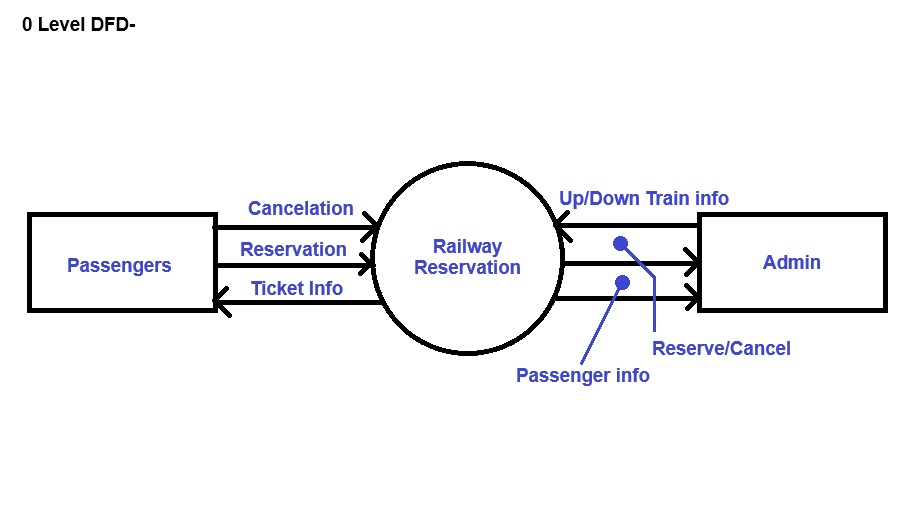 0 Level DFD-
Cancelation
Up/Down Train info
Reservation
Railway
Reservation
Passengers
Admin
Ticket Info
Reserve/Cancel
Passenger info